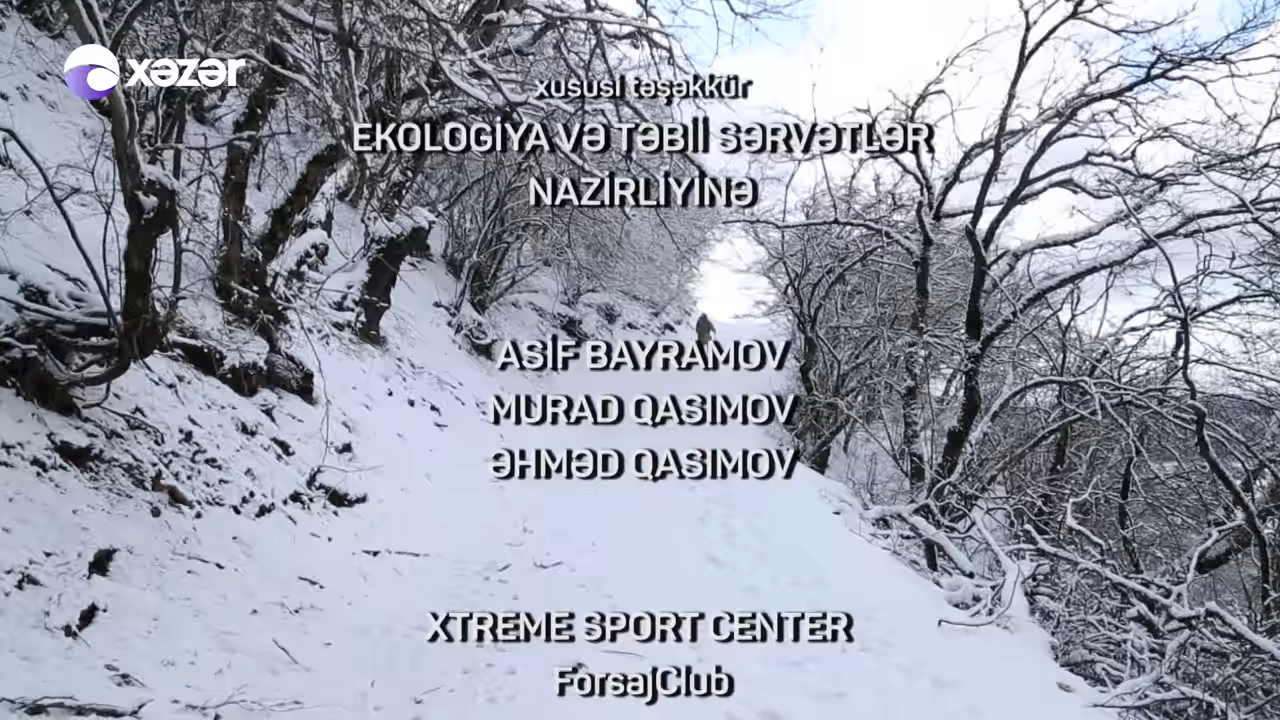 xəzər
xususi təşəkkür
EKOLOGİYA VƏ TƏBİİ SƏRVƏTLƏR
NAZİRLİYİNƏ
ASİF BAYRAMOV
MURAD QASIMOV
ƏHMƏD QASIMOV
XTREME SPORT CENTER
ForsajClub